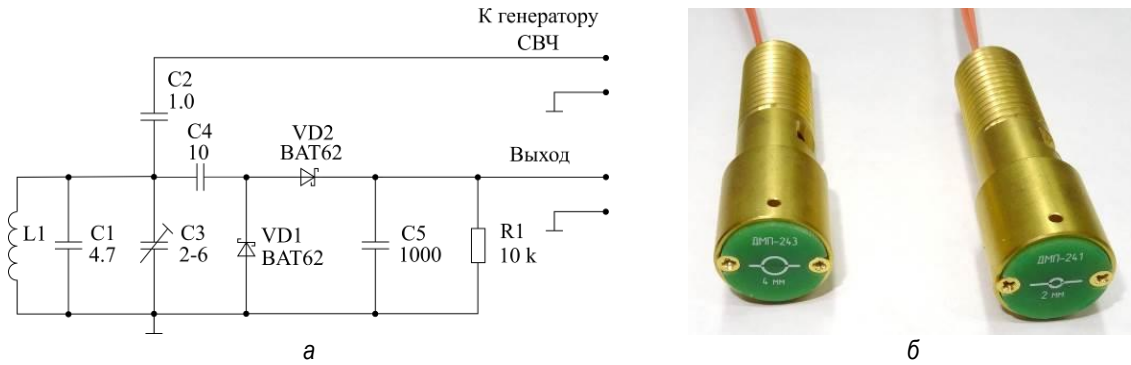 К генератору
СВЧ
C2
1.0
C4
10
VD2
BAT62
Выход
L1
C1
4.7
C3
2-6
VD1
BAT62
C5
1000
R1
10 k
ДМП-243
4 мм
ДМП-241
2 мм
а
б